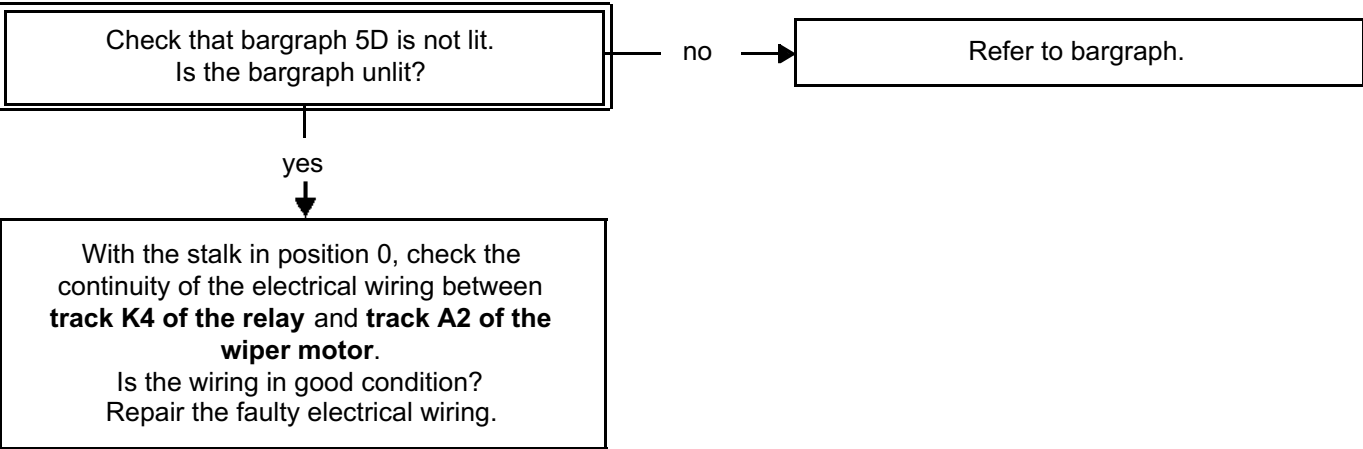 Check that bargraph 5D is not lit.
Is the bargraph unlit?
no
Refer to bargraph.
yes
With the stalk in position 0, check the
continuity of the electrical wiring between
track K4 of the relay and track A2 of the
wiper motor.
Is the wiring in good condition?
Repair the faulty electrical wiring.